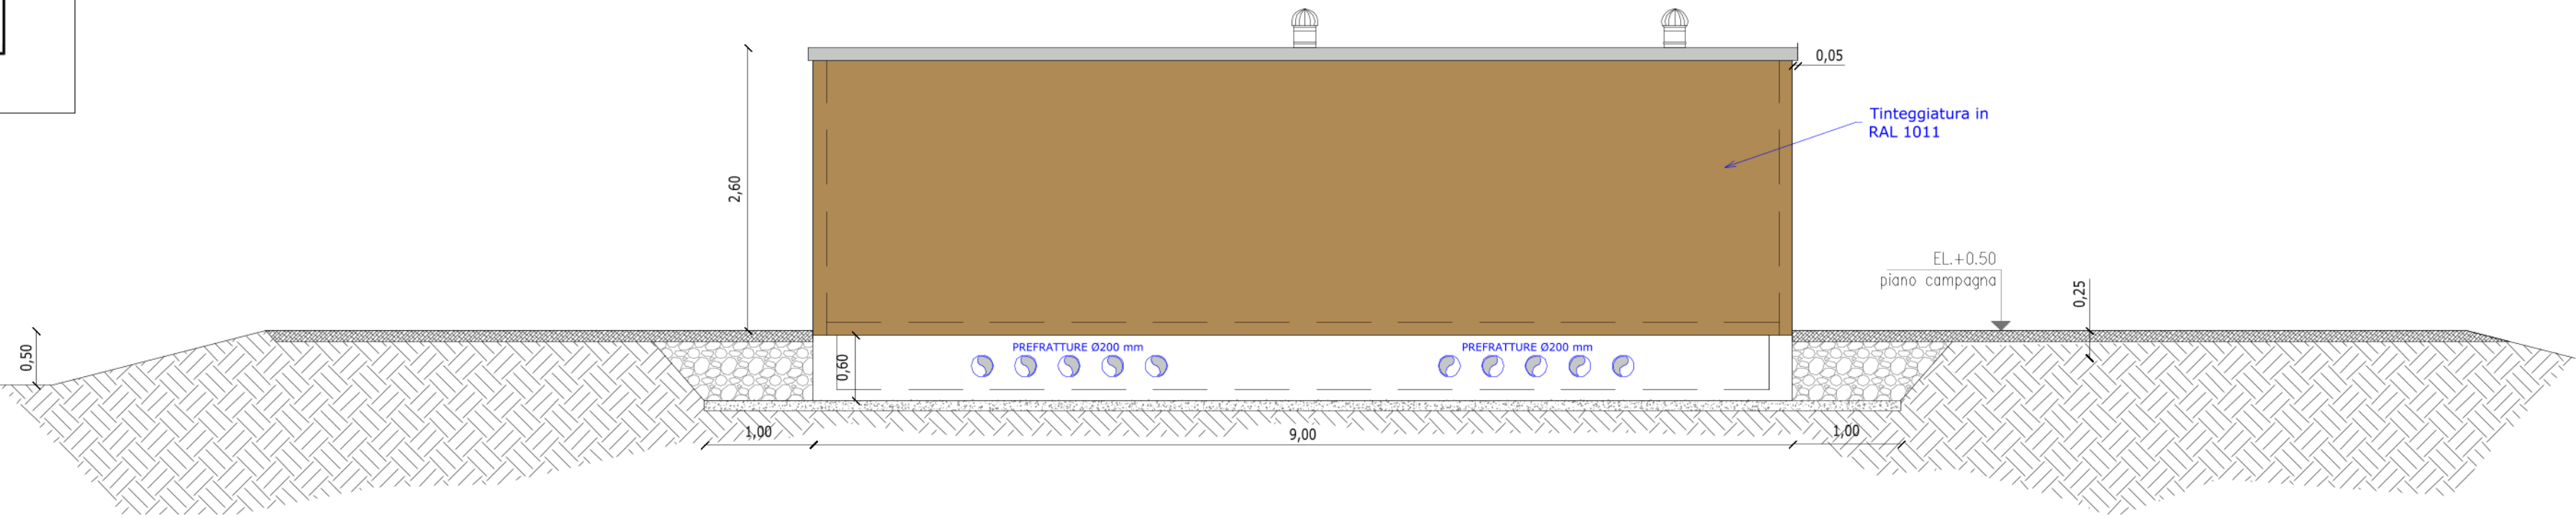 0,05
Tinteggiatura in
RAL 1011
2,60
EL.+0.50
piano campagna
0,25
0,50
0,60
PREFRATTURE Ø200 mm
PREFRATTURE Ø200 mm
1,00
9,00
1,00